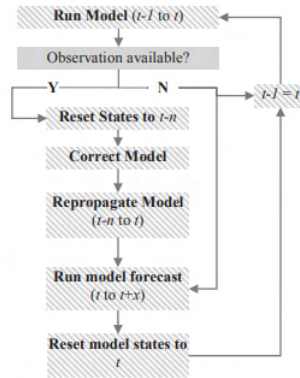 Run Model (t-1 to t)
Observation available?
Y
N
t-1 = t
Reset States to t-n
Correct Model
Repropagate Model
(t-n to t)
Run model forecast
(t to t+x)
Reset model states to
t